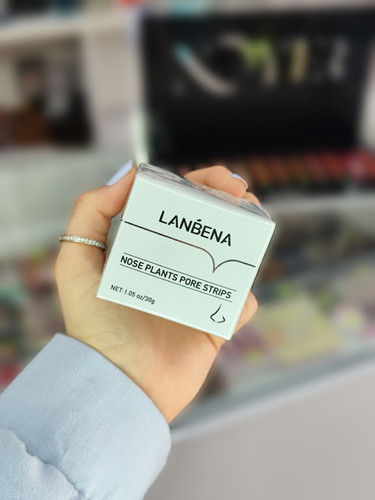 LANBENA
NOSE PLANTS PORE STRIPS
NET: 1.05 oz/30g